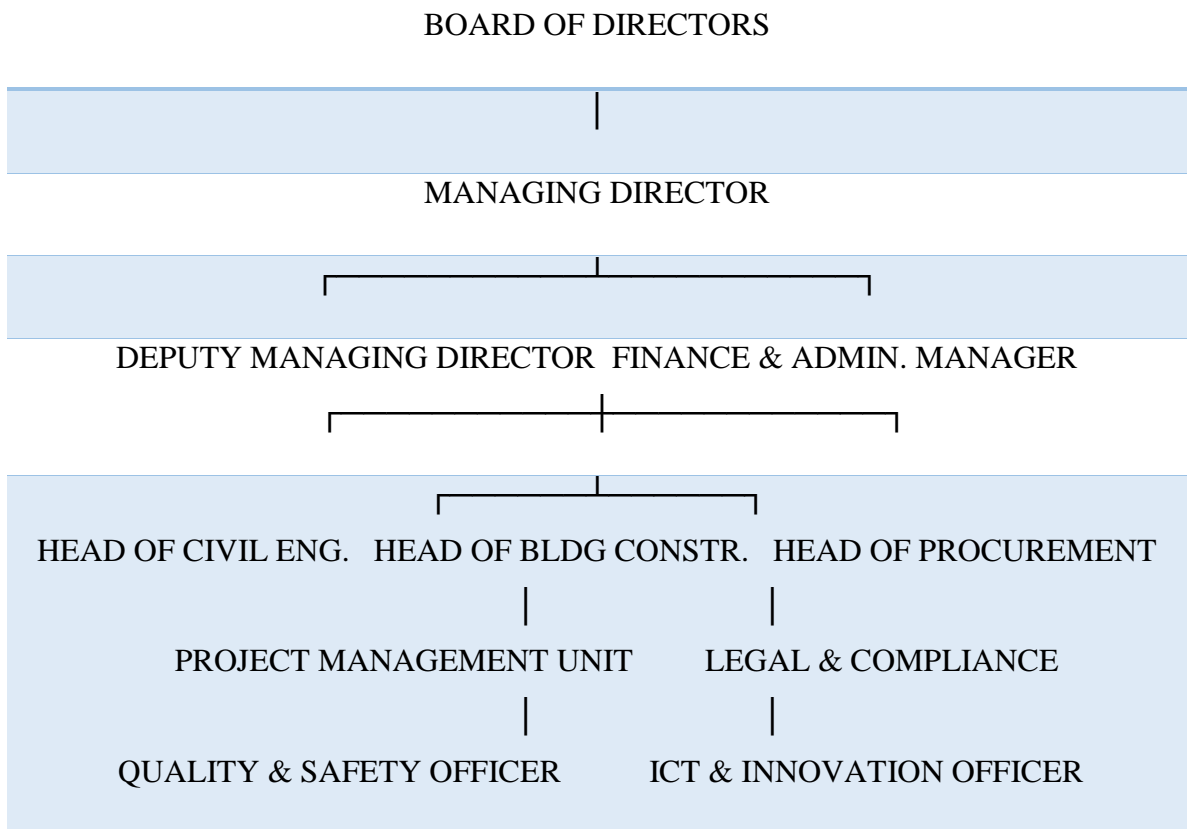 BOARD OF DIRECTORS
MANAGING DIRECTOR
DEPUTY MANAGING DIRECTOR FINANCE & ADMIN. MANAGER
HEAD OF CIVIL ENG. HEAD OF BLDG CONSTR. HEAD OF PROCUREMENT
PROJECT MANAGEMENT UNIT LEGAL & COMPLIANCE
QUALITY & SAFETY OFFICER ICT & INNOVATION OFFICER